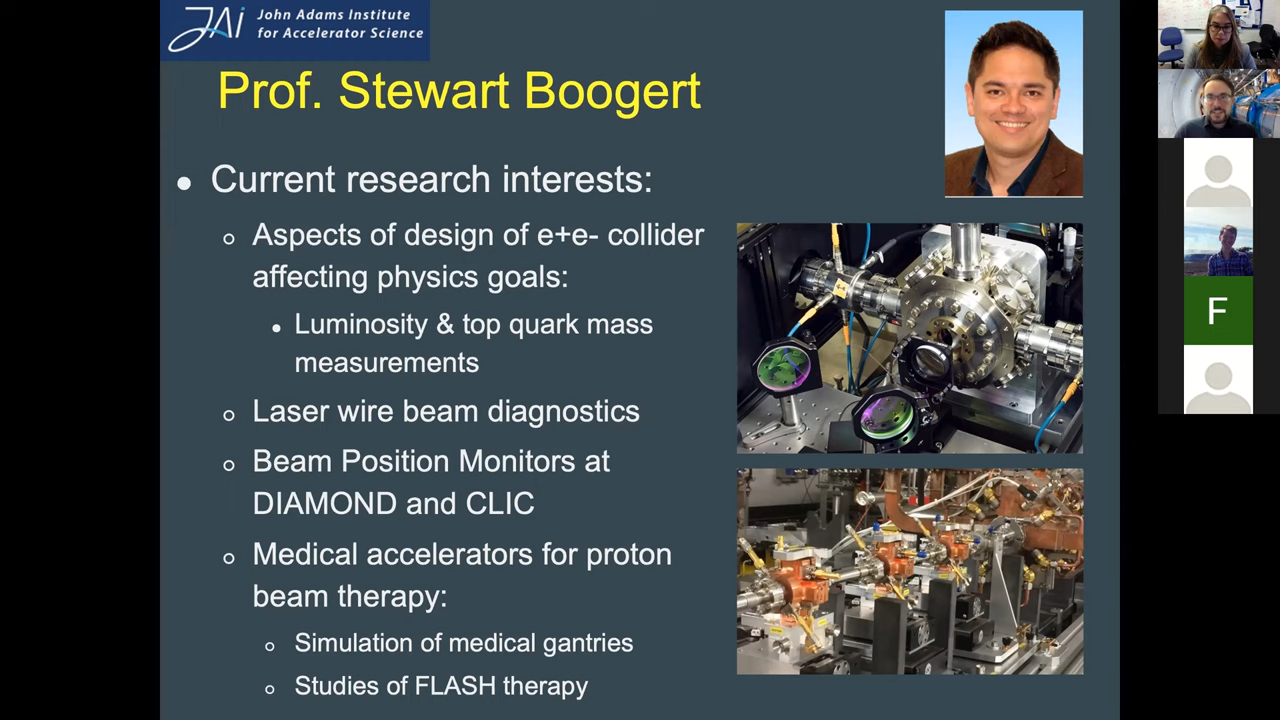 JAi John Adams Institute
for Accelerator Science
Prof. Stewart Boogert
Current research interests:
Aspects of design of e+e- collider
affecting physics goals:
Luminosity & top quark mass
measurements
Laser wire beam diagnostics
Beam Position Monitors at
DIAMOND and CLIC
Medical accelerators for proton
beam therapy:
Simulation of medical gantries
Studies of FLASH therapy
F